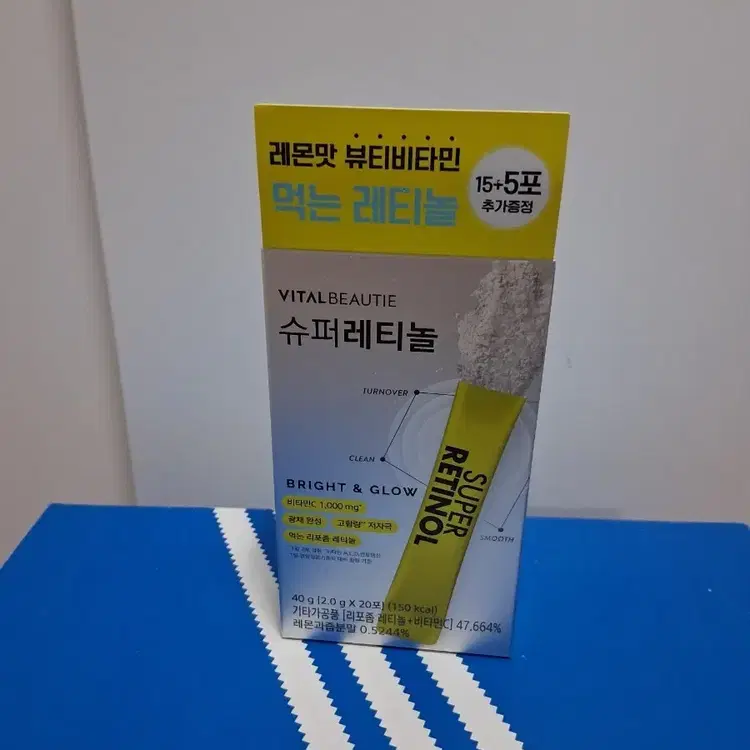 레몬맛 뷰티비타민
먹는 레티놀
15+5포
추가증정
VITALBEAUTIE
슈퍼레티놀
TURNOVER
CLEAN
SMOOTH
SUPER
RETINOL
BRIGHT & GLOW
비타민C 1,000 mg*
광채 완성
고함량** 저자극
먹는 리포좀 레티놀
40 g [2.0 g X 20포] (150 kcal)
기타가공품 [리포좀 레티놀+비타민C] 47.664%
레몬과즙분말 0.5244%